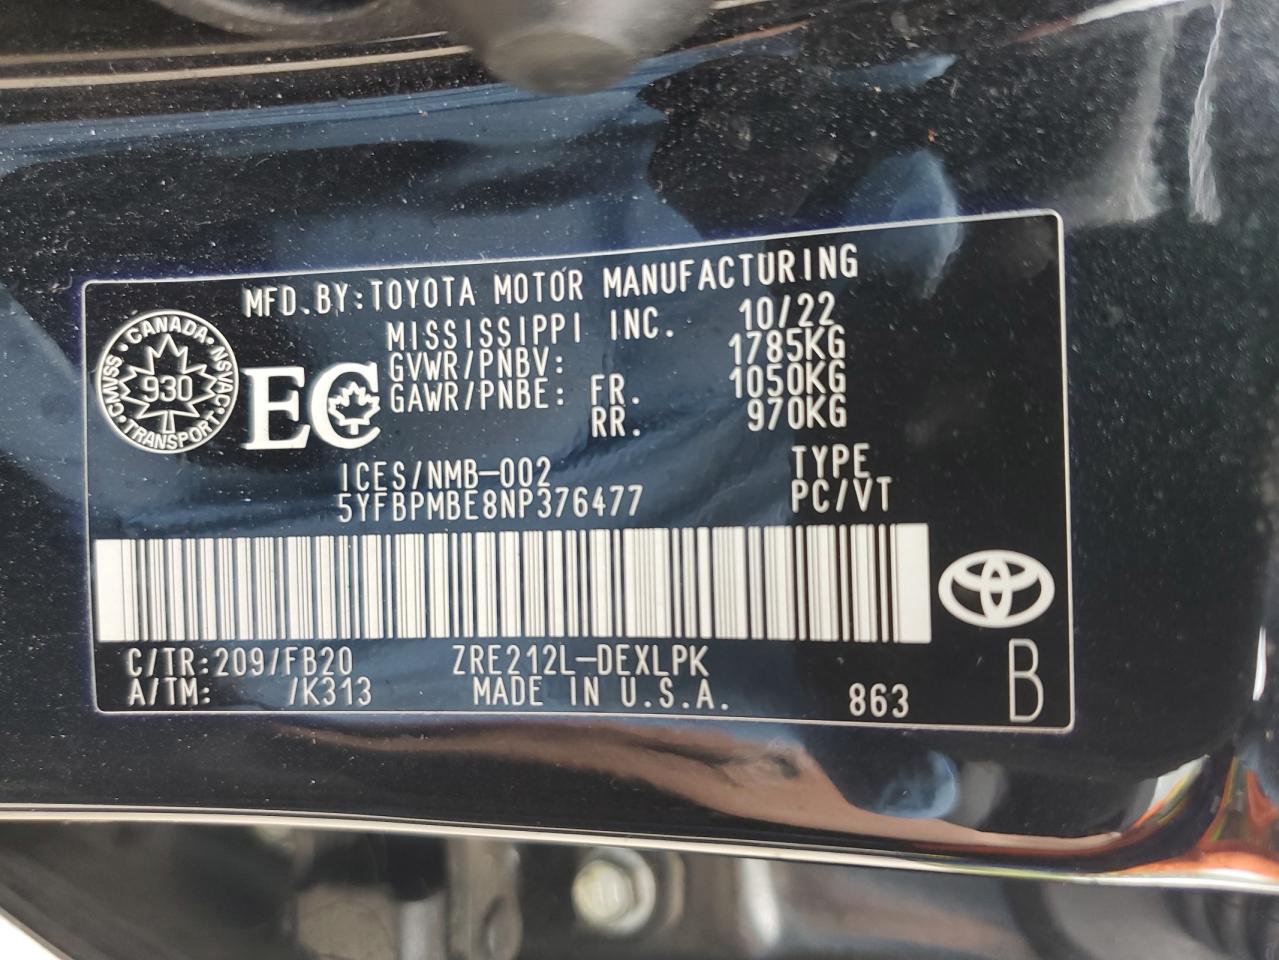 MFD.BY:TOYOTA MOTOR MANUFACTURING
MISSISSIPPI INC. 10/22
GVWR/PNBV: 1785KG
GAWR/PNBE: FR. 1050KG
RR. 970KG
CANADA
CMVSS NSVAC
930
TRANSPORT
EC
ICES/NMB-002 TYPE
5YFBPMBE8NP376477 PC/VT
C/TR:209/FB20 ZRE212L-DEXLPK
A/TM: /K313 MADE IN U.S.A. 863 B